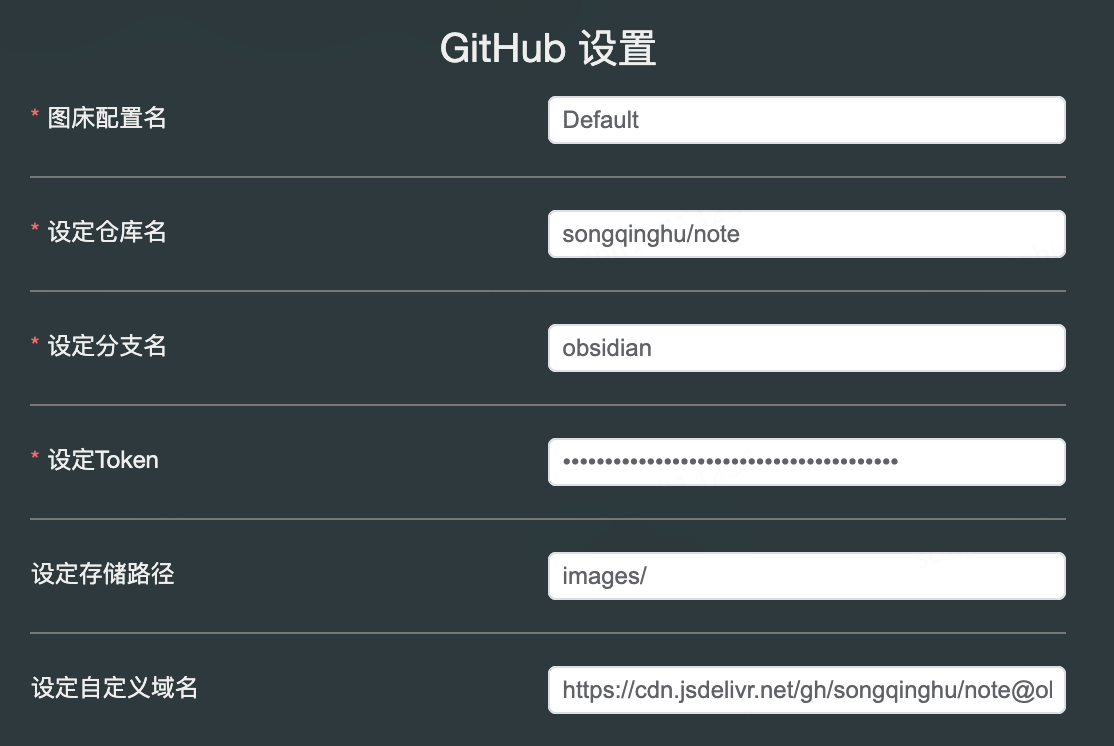 GitHub 设置
* 图床配置名 Default
* 设定仓库名 songqinghu/note
* 设定分支名 obsidian
* 设定Token ••••••••••••••••••••••••••••••••••••••••
设定存储路径 images/
设定自定义域名 https://cdn.jsdelivr.net/gh/songqinghu/note@ol